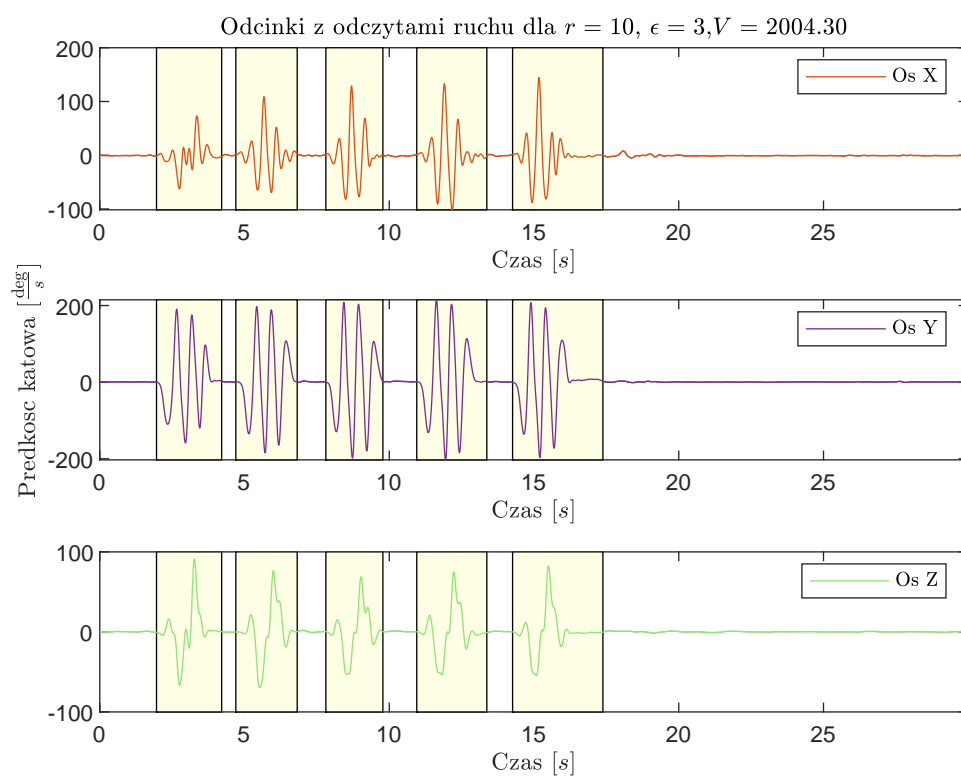 Odcinki z odczytami ruchu dla r = 10, ϵ = 3,V = 2004.30
200
100
0
-100
Os X
0 5 10 15 20 25
Czas [s]
Predkosc katowa [deg/s]
200
0
-200
Os Y
0 5 10 15 20 25
Czas [s]
100
0
-100
Os Z
0 5 10 15 20 25
Czas [s]